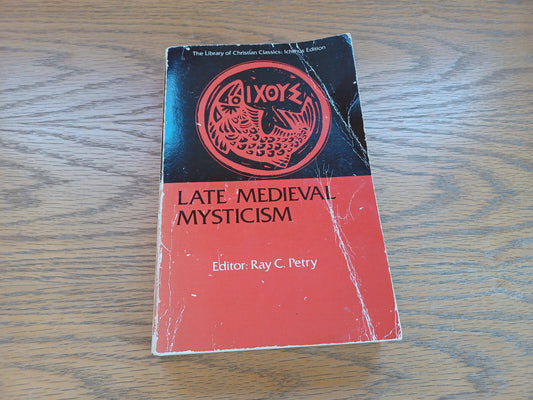 The Library of Christian Classics: Ichthus Edition
ΙΧΘΥΣ
LATE MEDIEVAL
MYSTICISM
Editor: Ray C. Petry